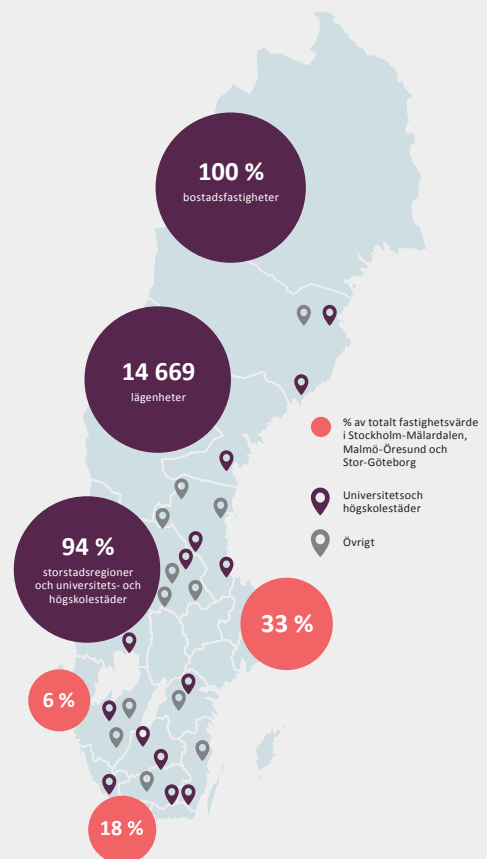 100 %
bostadsfastigheter
14 669
lägenheter
% av totalt fastighetsvärde
i Stockholm-Mälardalen,
Malmö-Öresund och
Stor-Göteborg
Universitetsoch
högskolestäder
Övrigt
94 %
storstadsregioner
och universitets- och
högskolestäder
33 %
6 %
18 %